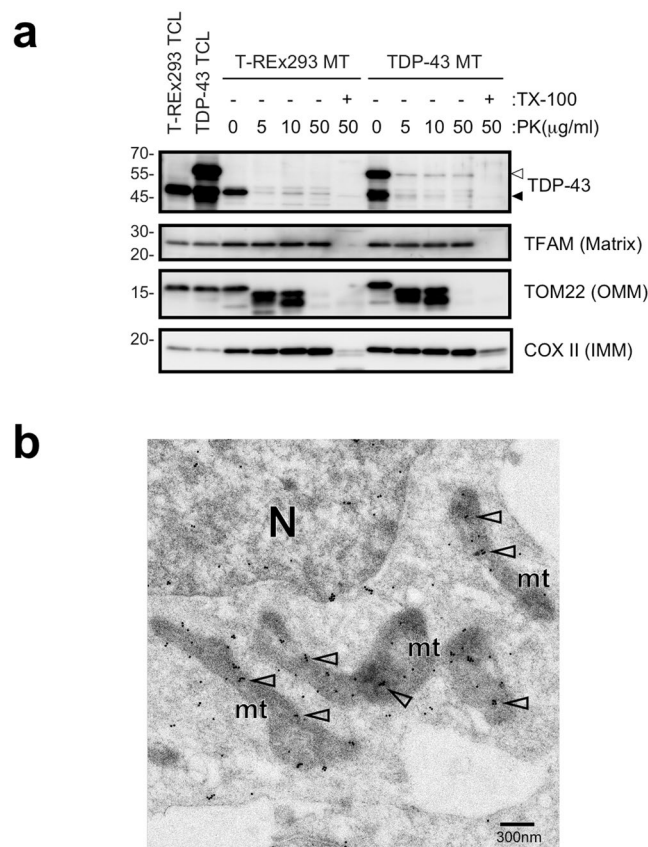 a
T-REx293 TCL
TDP-43 TCL
T-REx293 MT TDP-43 MT
- - - - + - - - - + :TX-100
0 5 10 50 50 0 5 10 50 50 :PK(μg/ml)
70-
55-
45-
TDP-43
30-
20-
TFAM (Matrix)
15-
TOM22 (OMM)
20-
COX II (IMM)
b
N
mt
mt
mt
300nm